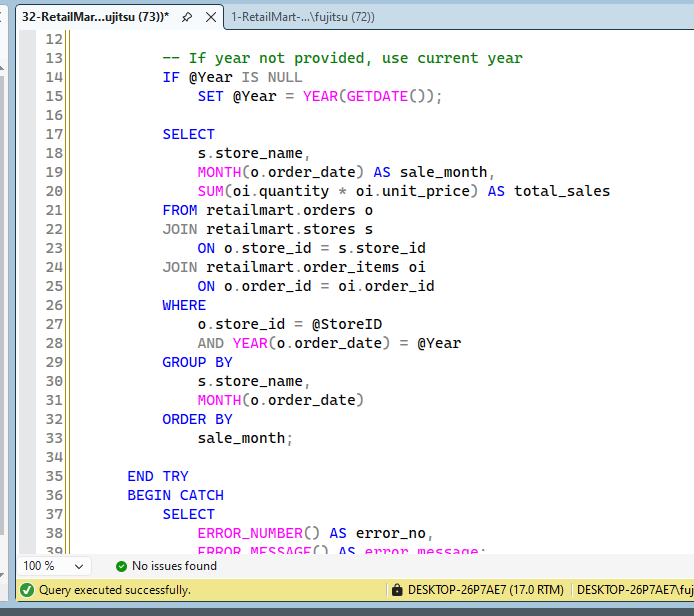 32-RetailMar...ujitsu (73))* 1-RetailMart-...\fujitsu (72))
12
13 -- If year not provided, use current year
14 IF @Year IS NULL
15 SET @Year = YEAR(GETDATE());
16
17 SELECT
18 s.store_name,
19 MONTH(o.order_date) AS sale_month,
20 SUM(oi.quantity * oi.unit_price) AS total_sales
21 FROM retailmart.orders o
22 JOIN retailmart.stores s
23 ON o.store_id = s.store_id
24 JOIN retailmart.order_items oi
25 ON o.order_id = oi.order_id
26 WHERE
27 o.store_id = @StoreID
28 AND YEAR(o.order_date) = @Year
29 GROUP BY
30 s.store_name,
31 MONTH(o.order_date)
32 ORDER BY
33 sale_month;
34
35 END TRY
36 BEGIN CATCH
37 SELECT
38 ERROR_NUMBER() AS error_no,
39 ERROR_MESSAGE() AS error_message;
100 % No issues found
Query executed successfully. DESKTOP-26P7AE7 (17.0 RTM) DESKTOP-26P7AE7\fuj